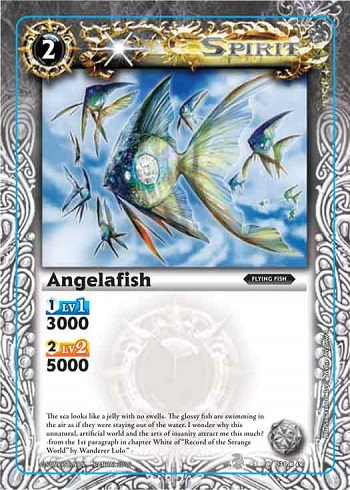 2
SPIRIT
Angelafish
FLYING FISH
1 LV1
3000
2 LV2
5000
The sea looks like a jelly with no swells. The glossy fish are swimming
in the air as if they were staying out of the water. I wonder why this
unnatural, artificial world and the arts of insanity attract me this much?
-from the 1st paragraph in chapter White of "Record of the Strange
World" by Wanderer Lolo" -